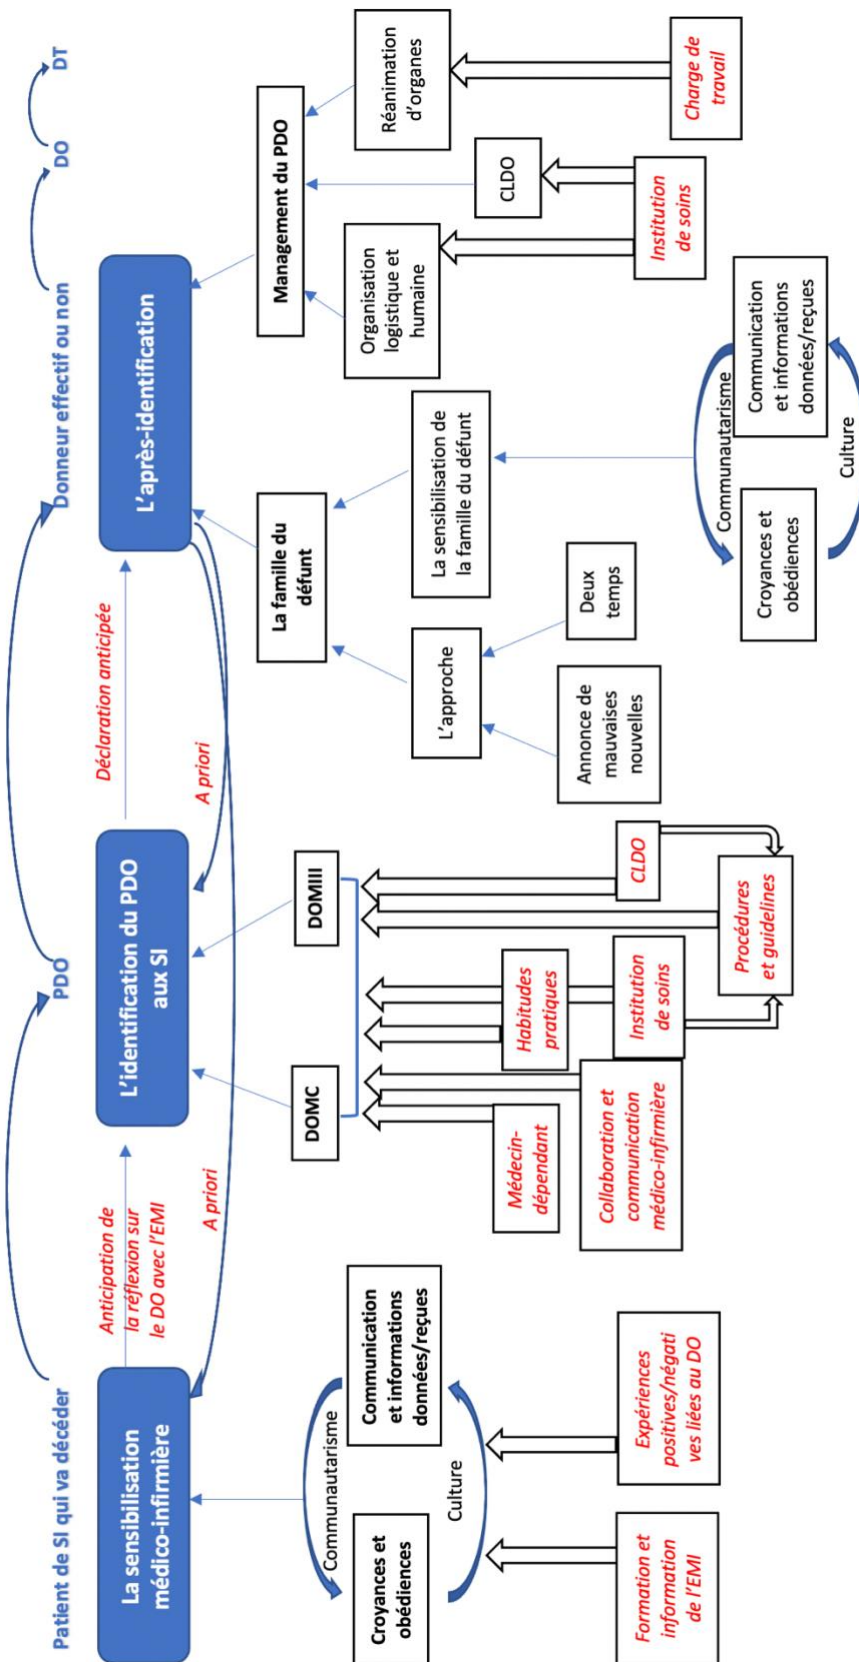 Patient de SI qui va décéder
PDO
Donneur effectif ou non
DO
DT
La sensibilisation
médico-infirmière
Anticipation de
la réflexion sur
le DO avec l'EMI
L'identification du PDO
aux SI
Déclaration anticipée
L'après-identification
A priori
A priori
Communautarisme
Croyances et
obédiences
Communication
et informations
données/reçues
Culture
Formation et
information
de l'EMI
Expériences
positives/négati
ves liées au DO
DOMC
DOMIII
Médecin-
dépendant
Collaboration et
communication
médico-infirmière
Habitudes
pratiques
Institution
de soins
CLDO
Procédures
et guidelines
La famille du
défunt
L'approche
Annonce de
mauvaises
nouvelles
Deux
temps
La sensibilisation de
la famille du défunt
Communautarisme
Croyances et
obédiences
Communication
et informations
données/reçues
Culture
Management du PDO
Organisation
logistique et
humaine
CLDO
Réanimation
d'organes
Institution
de soins
Charge de
travail